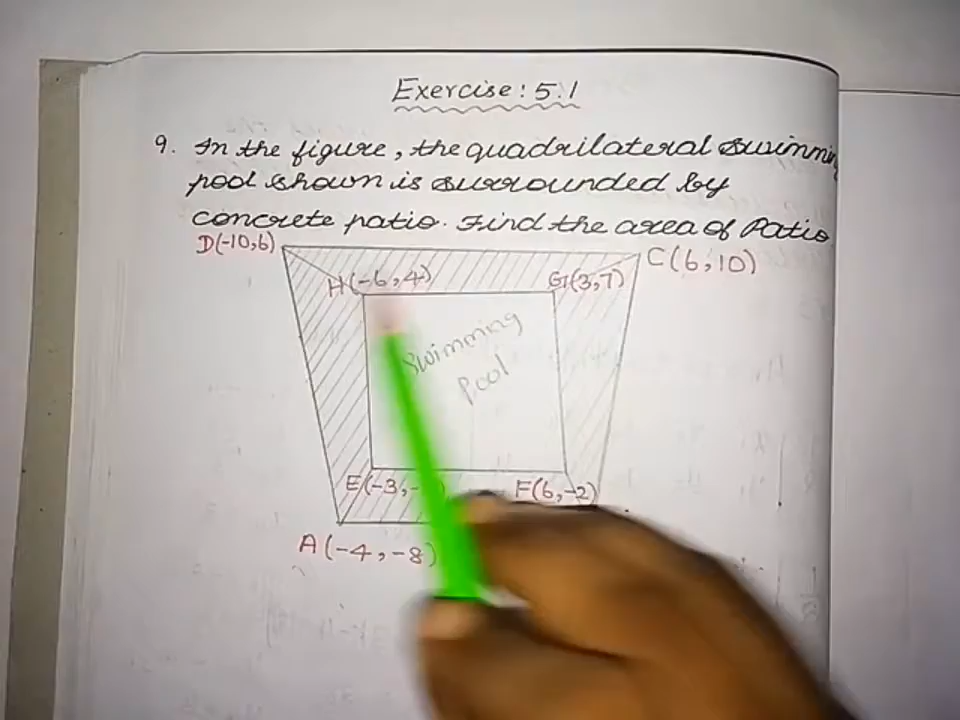 Exercise: 5.1
9. In the figure, the quadrilateral Swimming
pool shown is surrounded by
concrete patio. Find the area of Patio
D(-10,6)
C(6,10)
H(-6,4)
G(3,7)
Swimming
Pool
E(-3,-
F(6,-2)
A(-4,-8)